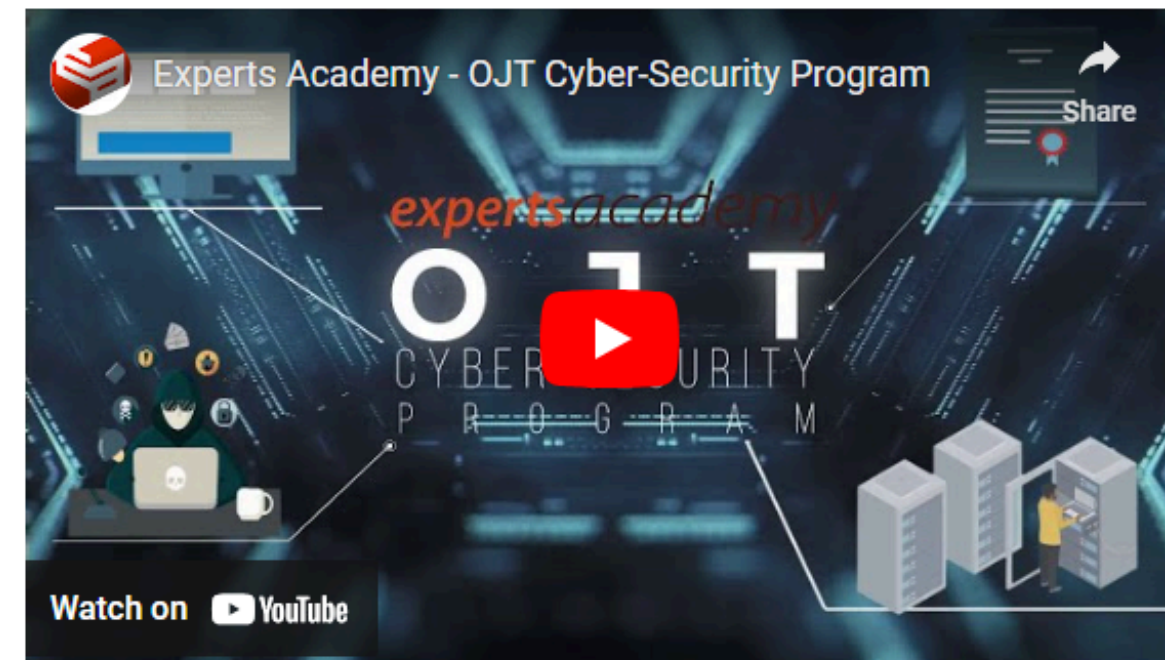 Experts Academy - OJT Cyber-Security Program
Share
expertsacademy
OJT
CYBER SECURITY
PROGRAM
Watch on YouTube